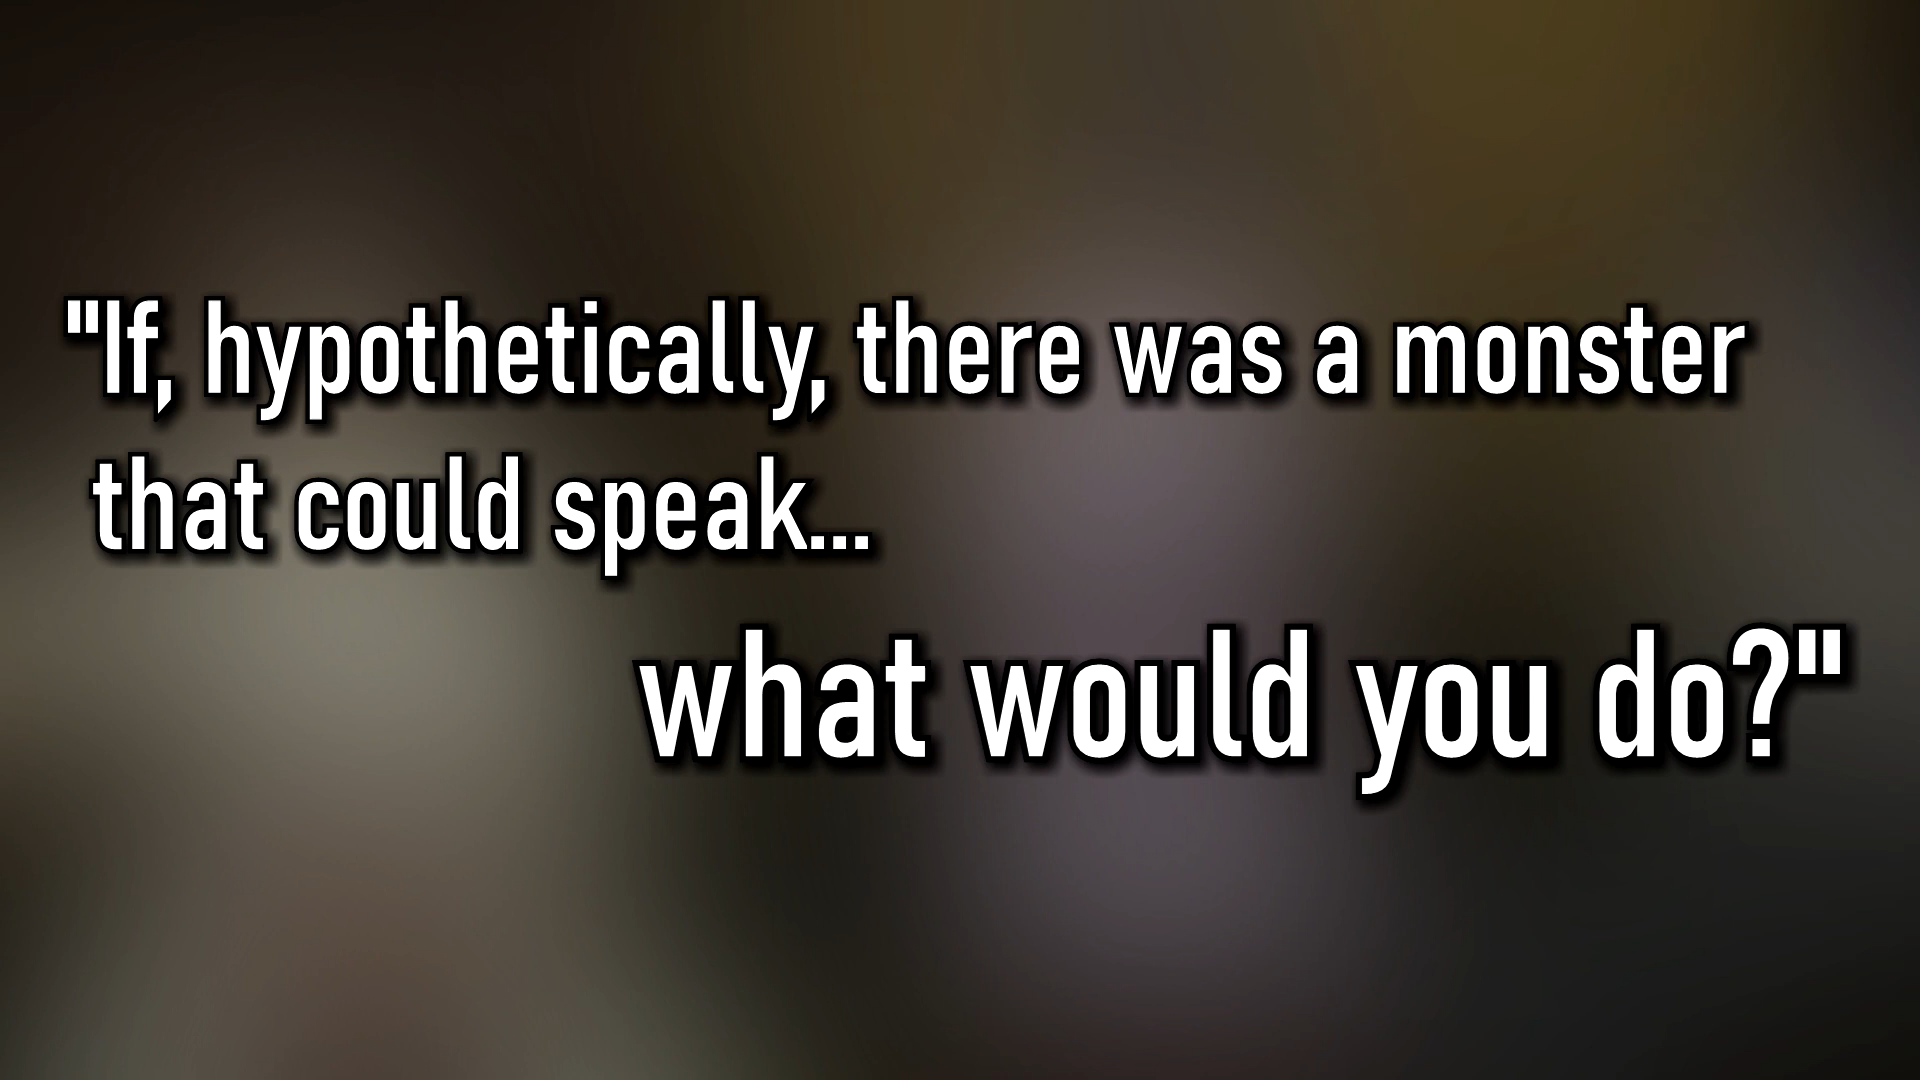 "If, hypothetically, there was a monster
that could speak...
what would you do?"